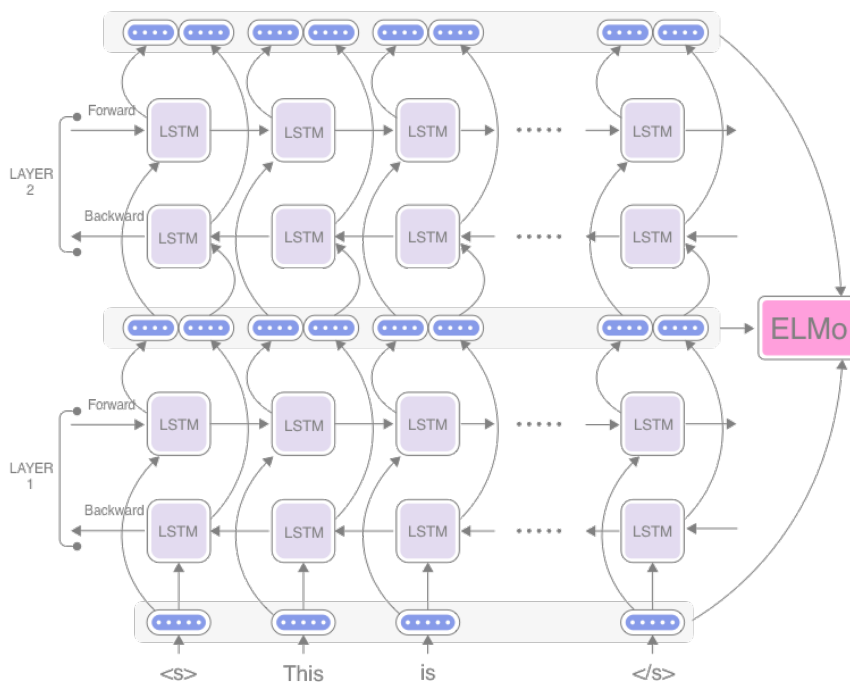 Forward
LSTM LSTM LSTM LSTM
LAYER
2
Backward
LSTM LSTM LSTM LSTM
ELMo
Forward
LSTM LSTM LSTM LSTM
LAYER
1
Backward
LSTM LSTM LSTM LSTM
<s> This is </s>